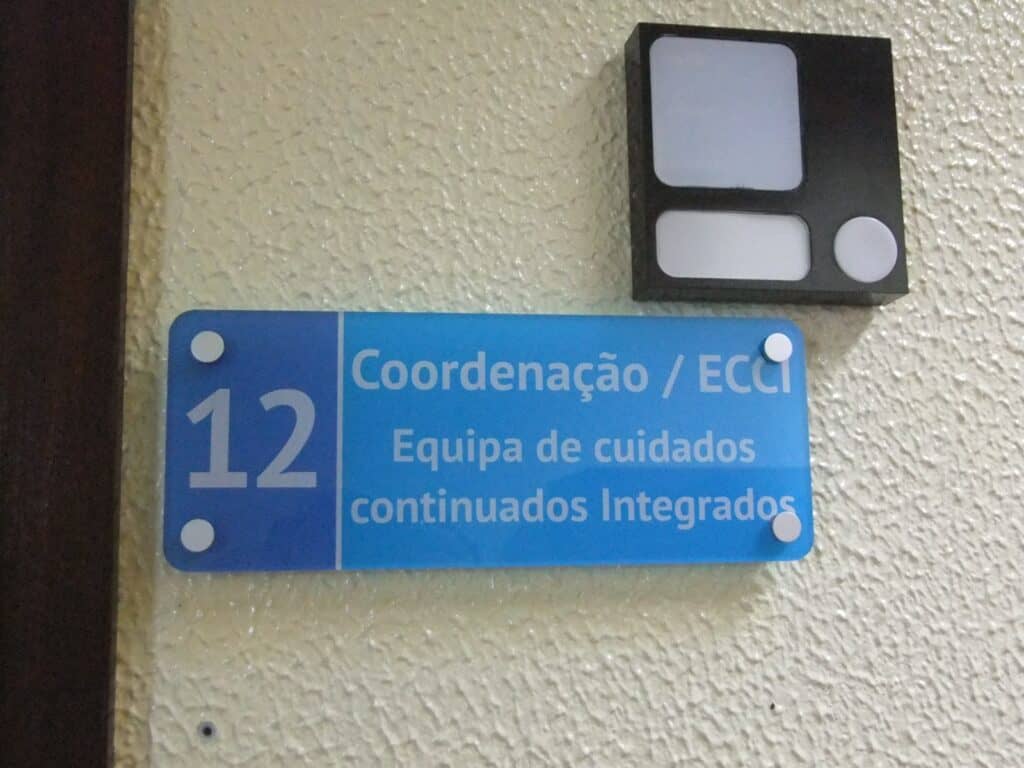 12
Coordenação / ECCI
Equipa de cuidados
continuados Integrados